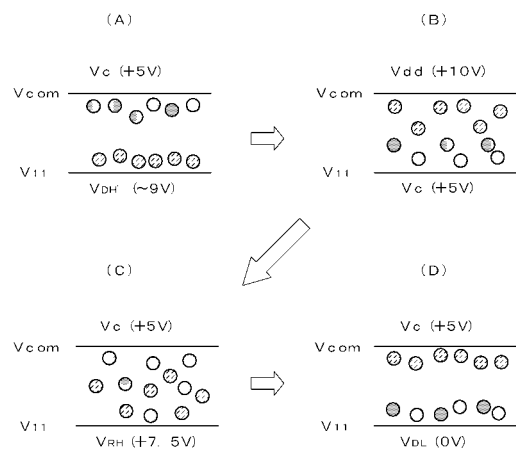 (A)
Vc (+5V)
Vcom
V11
VDH (~9V)
(B)
Vdd (+10V)
Vcom
V11
Vc (+5V)
(C)
Vc (+5V)
Vcom
V11
VRH (+7. 5V)
(D)
Vc (+5V)
Vcom
V11
VDL (0V)